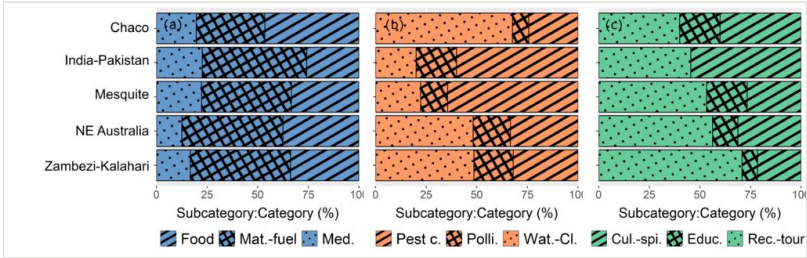 (a) (b) (c)
Chaco
India-Pakistan
Mesquite
NE Australia
Zambezi-Kalahari
0 25 50 75 100 0 25 50 75 100 0 25 50 75 100
Subcategory:Category (%) Subcategory:Category (%) Subcategory:Category (%)
Food Mat.-fuel Med. Pest c. Polli. Wat.-Cl. Cul.-spi. Educ. Rec.-tour